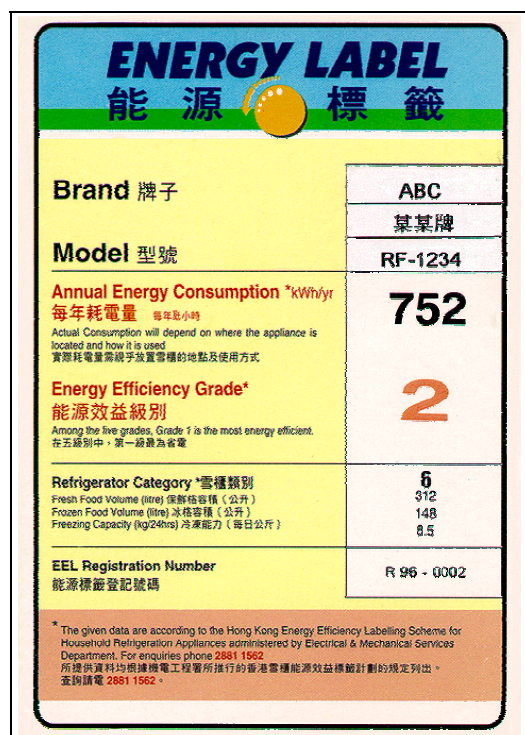 ENERGY LABEL
能源標籤
Brand 牌子 ABC
某某牌
Model 型號 RF-1234
Annual Energy Consumption *kWh/yr 752
每年耗電量 每年瓩小時
Actual Consumption will depend on where the appliance is
located and how it is used
實際耗電量需視乎放置雪櫃的地點及使用方式
Energy Efficiency Grade* 2
能源效益級別
Among the five grades, Grade 1 is the most energy efficient.
在五級別中，第一級最為省電
Refrigerator Category *雪櫃類別 6
Fresh Food Volume (litre) 保鮮格容積（公升） 312
Frozen Food Volume (litre) 冰格容積（公升） 148
Freezing Capacity (kg/24hrs) 冷凍能力（每日公斤） 8.5
EEL Registration Number R 96 - 0002
能源標籤登記號碼
* The given data are according to the Hong Kong Energy Efficiency Labelling Scheme for
Household Refrigeration Appliances administered by Electrical & Mechanical Services
Department. For enquiries phone 2881 1562
所提供資料均根據機電工程署所推行的香港雪櫃能源效益標籤計劃的規定列出。
查詢請電 2881 1562。